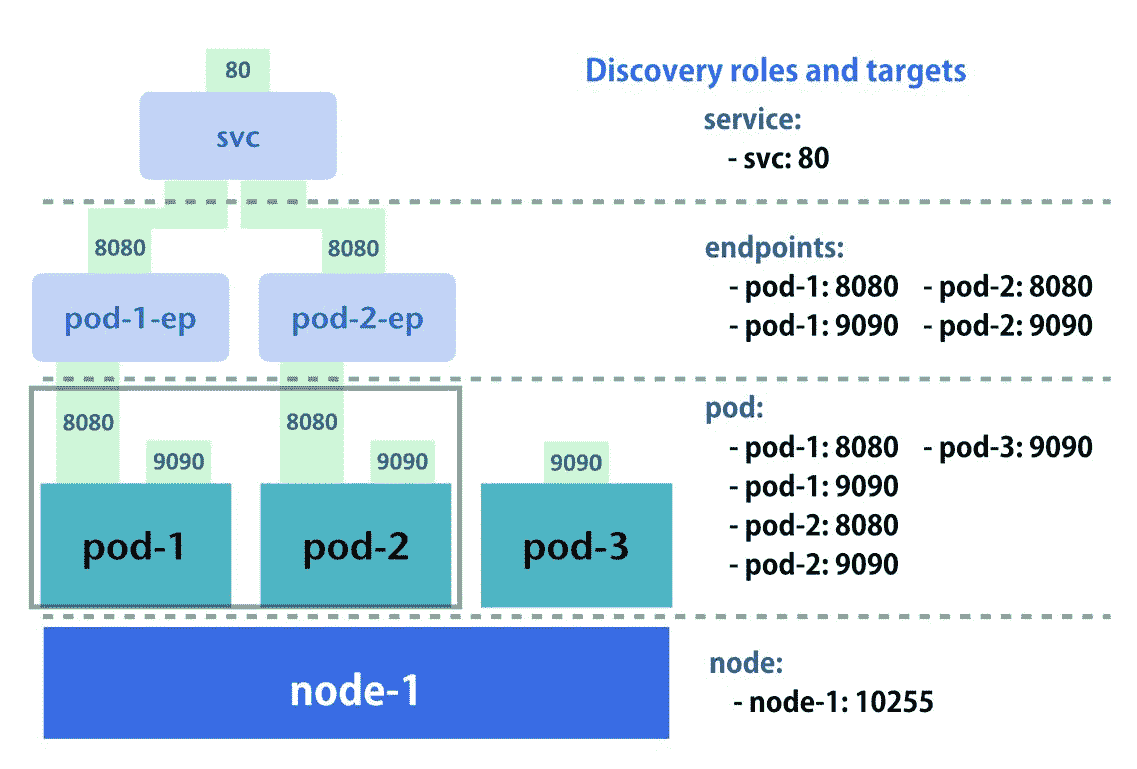 80
Discovery roles and targets
svc
service:
- svc: 80
8080 8080
endpoints:
- pod-1: 8080 - pod-2: 8080
- pod-1: 9090 - pod-2: 9090
pod-1-ep pod-2-ep
8080 8080
9090 9090 9090
pod-1 pod-2 pod-3
pod:
- pod-1: 8080 - pod-3: 9090
- pod-1: 9090
- pod-2: 8080
- pod-2: 9090
node-1
node:
- node-1: 10255